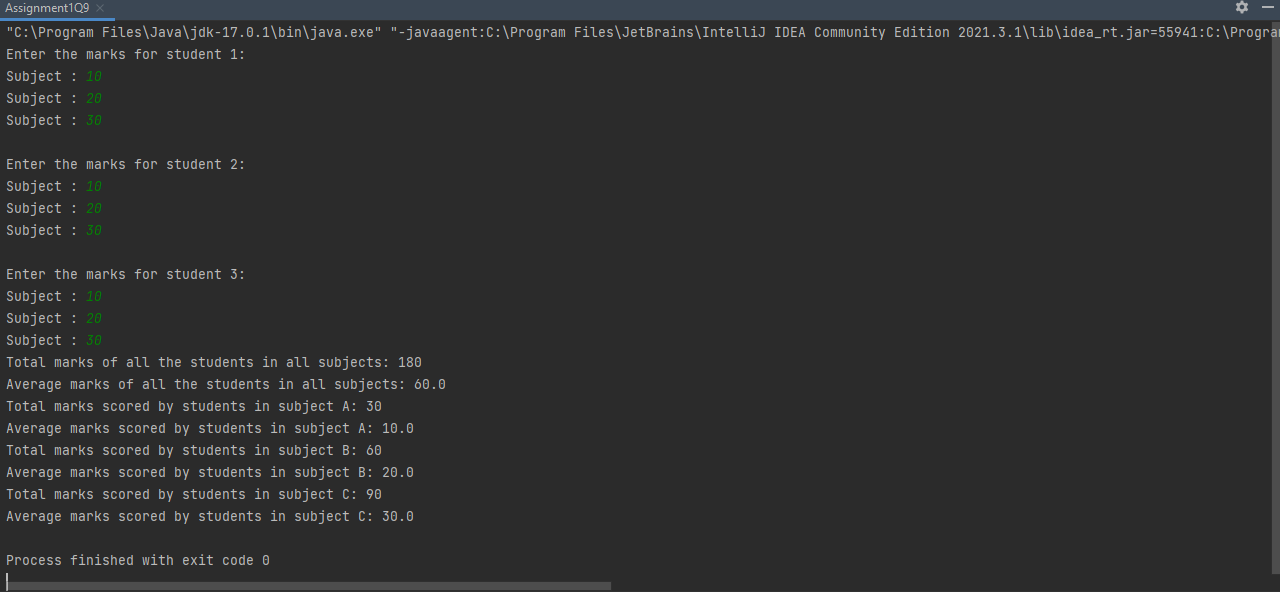 Assignment1Q9
"C:\Program Files\Java\jdk-17.0.1\bin\java.exe" "-javaagent:C:\Program Files\JetBrains\IntelliJ IDEA Community Edition 2021.3.1\lib\idea_rt.jar=55941:C:\Program
Enter the marks for student 1:
Subject : 10
Subject : 20
Subject : 30
Enter the marks for student 2:
Subject : 10
Subject : 20
Subject : 30
Enter the marks for student 3:
Subject : 10
Subject : 20
Subject : 30
Total marks of all the students in all subjects: 180
Average marks of all the students in all subjects: 60.0
Total marks scored by students in subject A: 30
Average marks scored by students in subject A: 10.0
Total marks scored by students in subject B: 60
Average marks scored by students in subject B: 20.0
Total marks scored by students in subject C: 90
Average marks scored by students in subject C: 30.0
Process finished with exit code 0